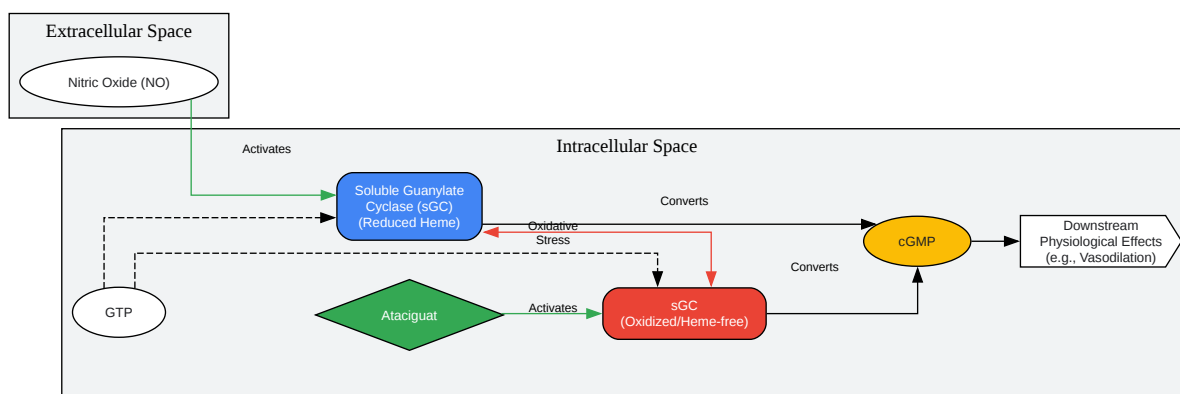 Extracellular Space
Nitric Oxide (NO)
Intracellular Space
Activates
Soluble Guanylate
Cyclase (sGC)
(Reduced Heme)
Converts
Oxidative
Stress
cGMP
Downstream
Physiological Effects
(e.g., Vasodilation)
Converts
GTP
Ataciguat
Activates
sGC
(Oxidized/Heme-free)